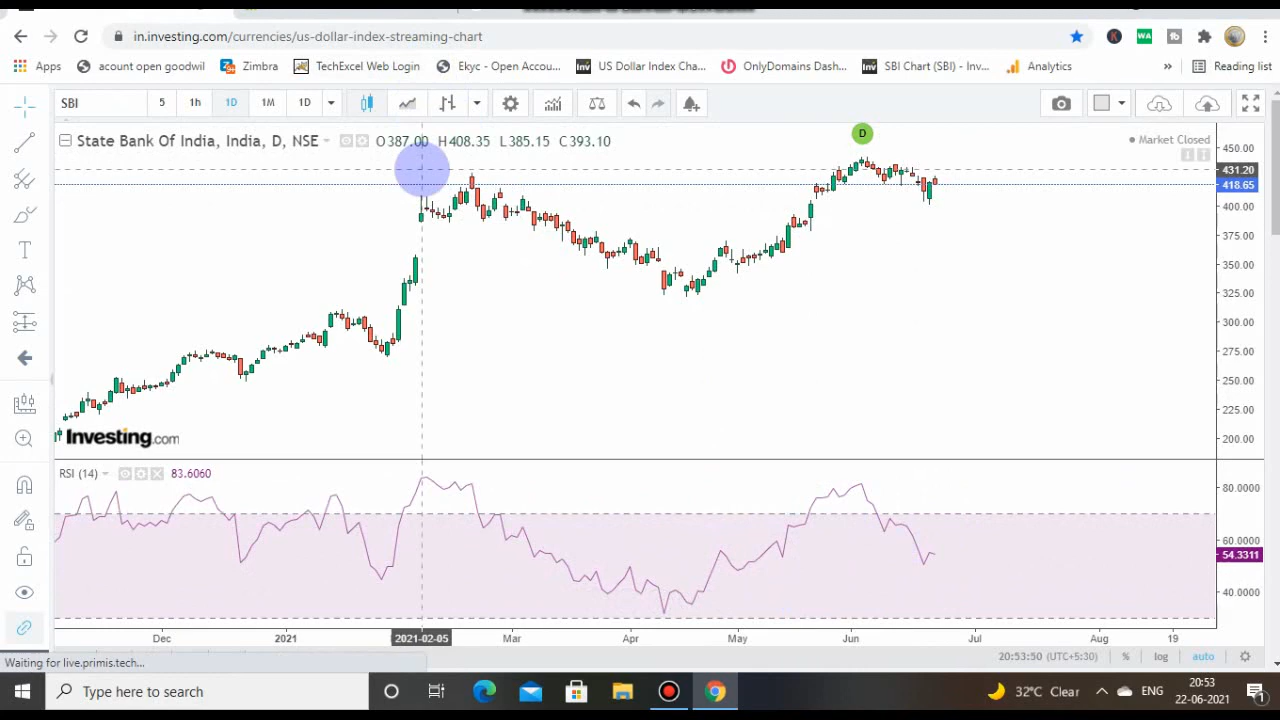 in.investing.com/currencies/us-dollar-index-streaming-chart
Apps acount open goodwil Zimbra TechExcel Web Login Ekyc - Open Accou... US Dollar Index Cha... OnlyDomains Dash... SBI Chart (SBI) - Inv... Analytics » Reading list
SBI 5 1h 1D 1M 1D
State Bank Of India, India, D, NSE O387.00 H408.35 L385.15 C393.10
D
Market Closed
450.00
431.20
418.65
400.00
375.00
350.00
325.00
300.00
275.00
250.00
225.00
200.00
Investing.com
RSI (14) 83.6060
80.0000
60.0000
54.3311
40.0000
Dec 2021 2021-02-05 Mar Apr May Jun Jul Aug 19
20:53:50 (UTC+5:30) % log auto
Waiting for live.primis.tech...
Type here to search
32°C Clear ENG 20:53
22-06-2021
1